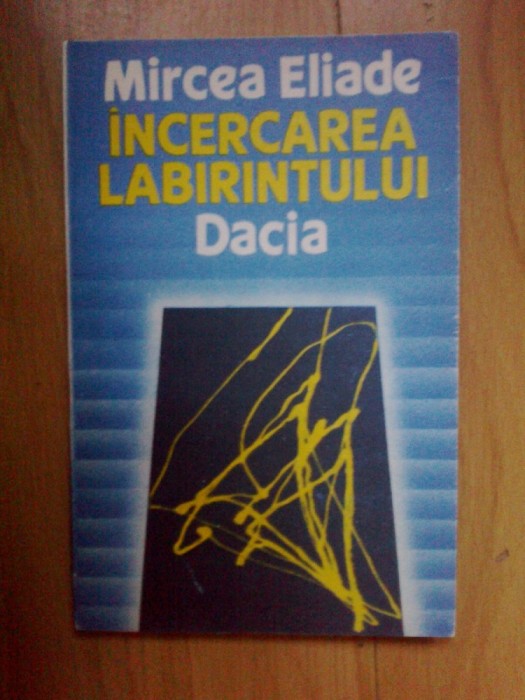 Mircea Eliade
ÎNCERCAREA
LABIRINTULUI
Dacia